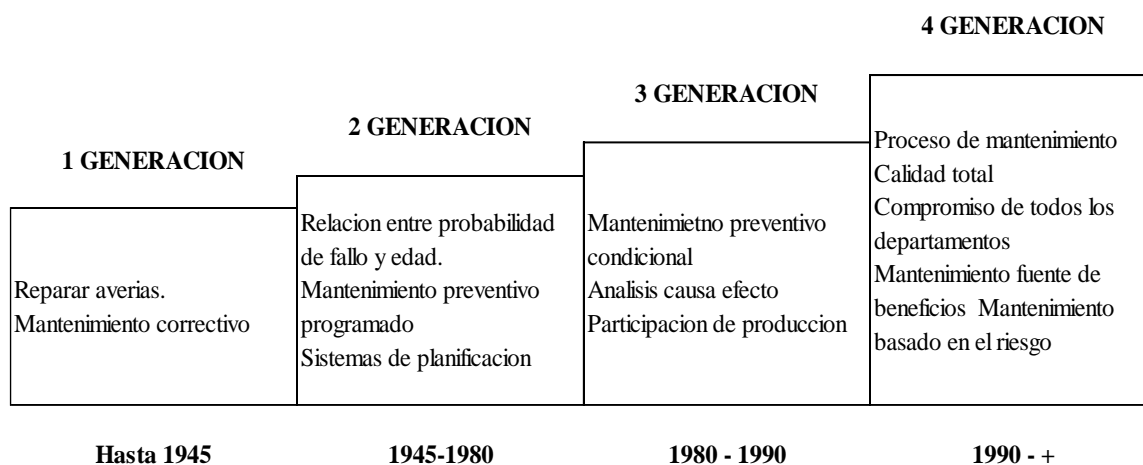 1 GENERACION
Reparar averias.
Mantenimiento correctivo
Hasta 1945
2 GENERACION
Relacion entre probabilidad
de fallo y edad.
Mantenimiento preventivo
programado
Sistemas de planificacion
1945-1980
3 GENERACION
Mantenimietno preventivo
condicional
Analisis causa efecto
Participacion de produccion
1980 - 1990
4 GENERACION
Proceso de mantenimiento
Calidad total
Compromiso de todos los
departamentos
Mantenimiento fuente de
beneficios Mantenimiento
basado en el riesgo
1990 - +